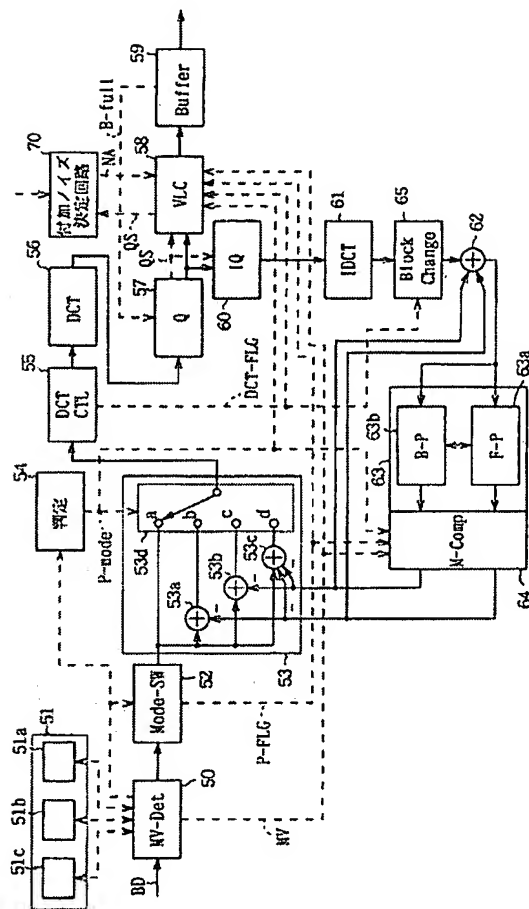 BD
MV-Det
50
51
51a
51b
51c
MV
Mode-SW
52
P-FLG
53
53a
53b
53c
53d
a
b
c
d
P-mode
判定
54
DCT
CTL
55
DCT
56
DCT-FLG
Q
57
QS
QS
VLC
58
付加ノイズ
決定回路
70
NA
B-full
Buffer
59
IQ
60
IDCT
61
Block
Change
65
62
63
B-P
63b
F-P
63a
M-Comp
64